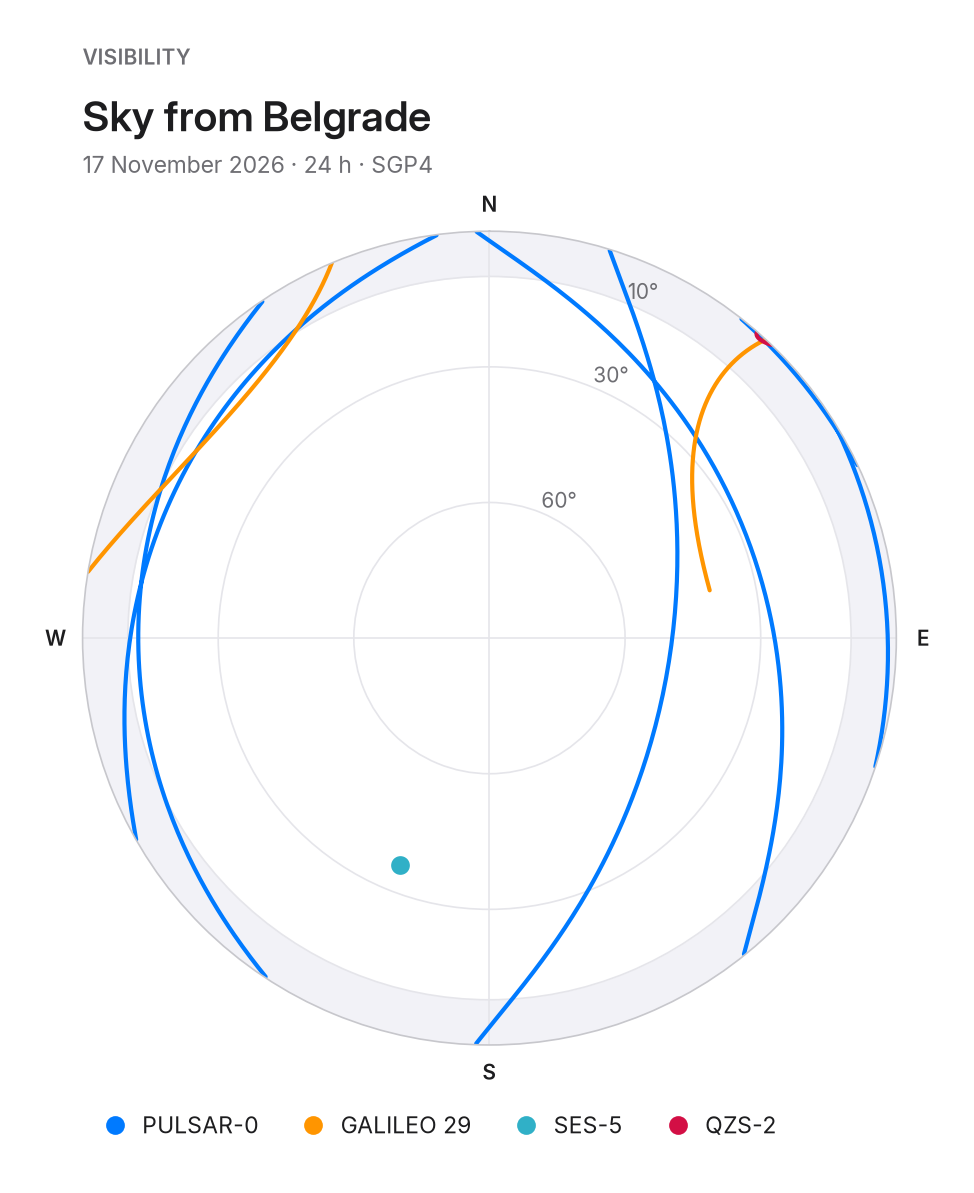 VISIBILITY
Sky from Belgrade
17 November 2026 · 24 h · SGP4
N
10°
30°
60°
W
E
S
PULSAR-0
GALILEO 29
SES-5
QZS-2